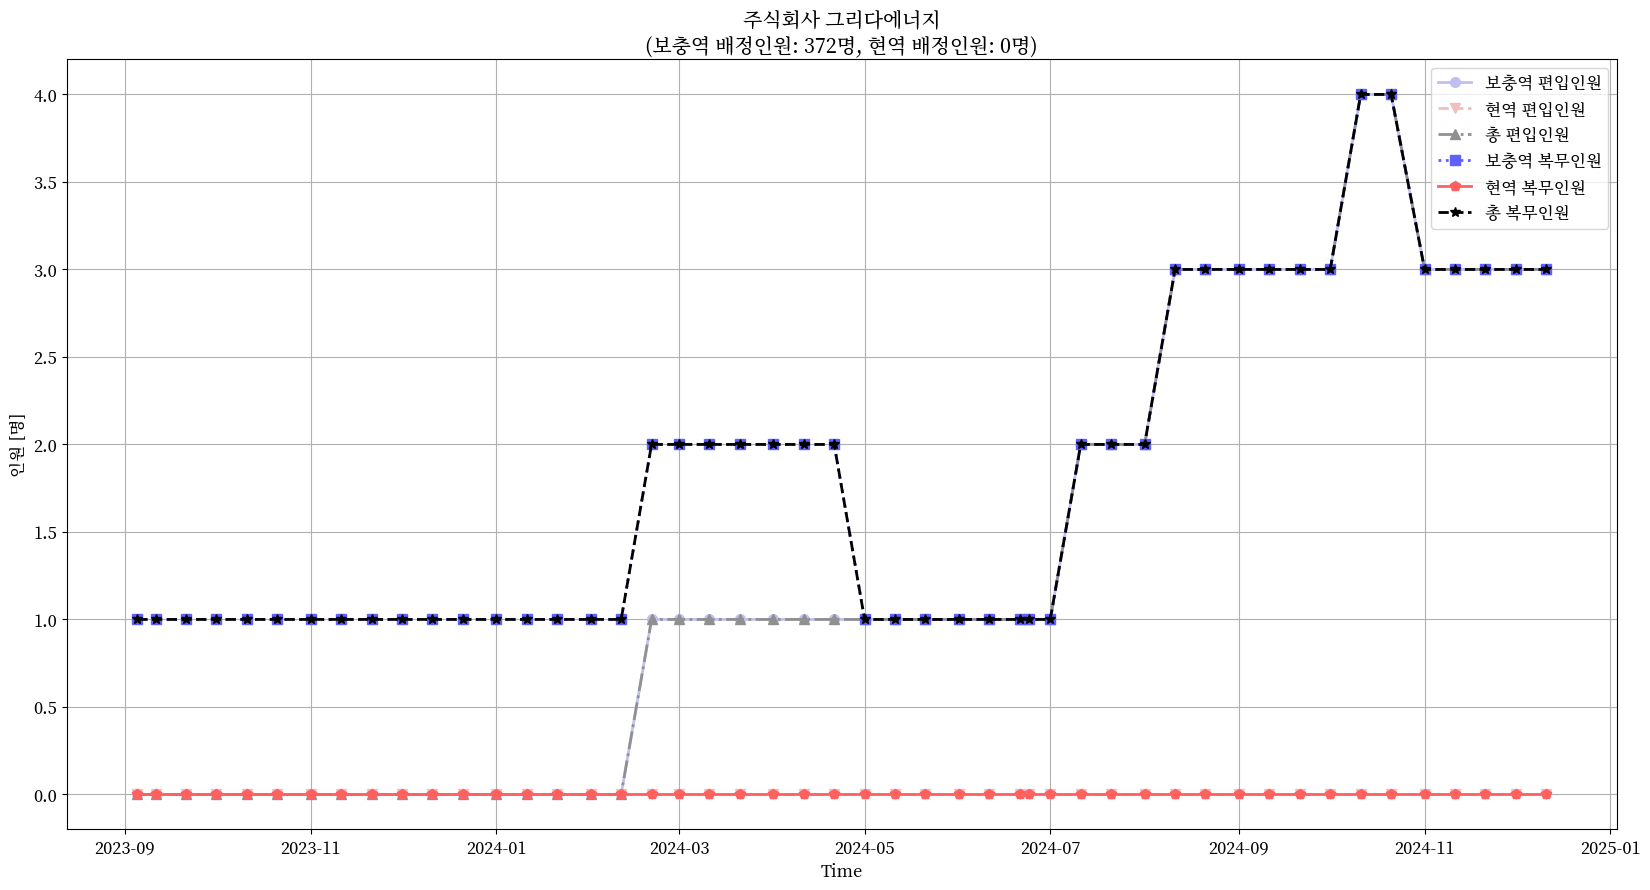 주식회사 그리다에너지
(보충역 배정인원: 372명, 현역 배정인원: 0명)
보충역 편입인원
현역 편입인원
총 편입인원
보충역 복무인원
현역 복무인원
총 복무인원
인원 [명]
4.0
3.5
3.0
2.5
2.0
1.5
1.0
0.5
0.0
2023-09
2023-11
2024-01
2024-03
2024-05
2024-07
2024-09
2024-11
2025-01
Time